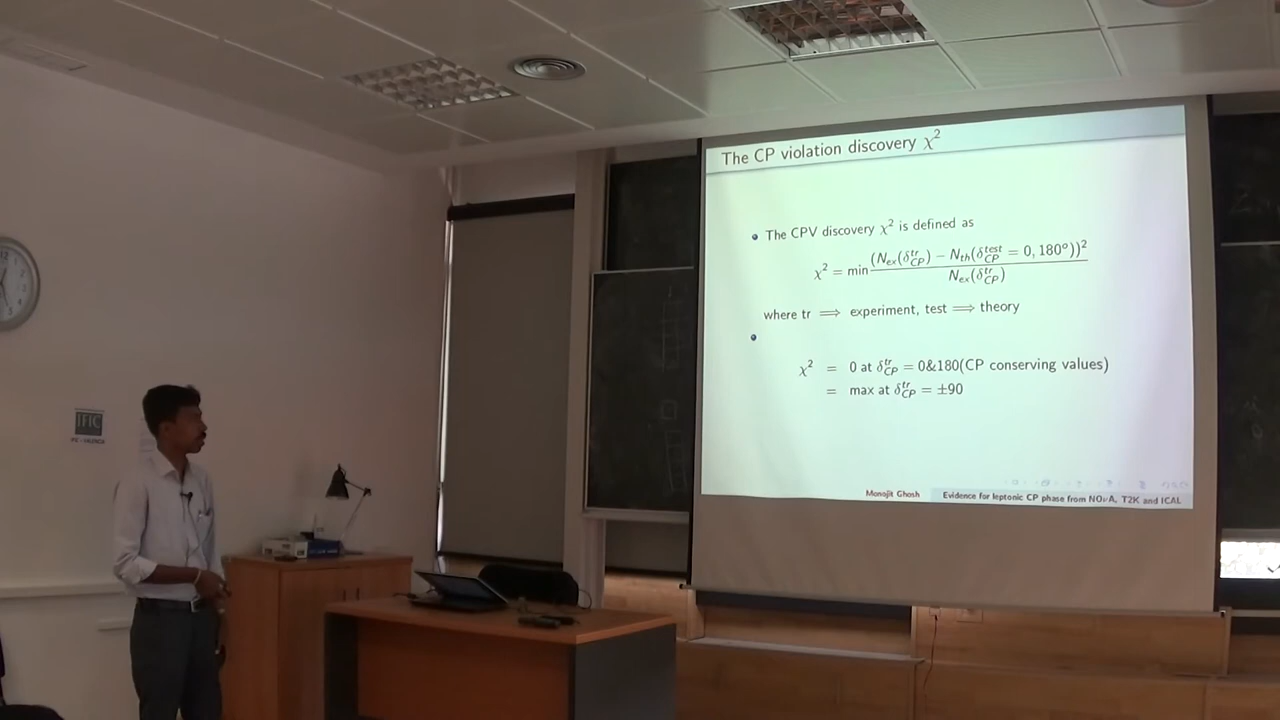 The CP violation discovery χ²
The CPV discovery χ² is defined as
χ² = min (N_ex(δ_CP^tr) − N_th(δ_CP^test = 0, 180°))² / N_ex(δ_CP^tr)
where tr ⟹ experiment, test ⟹ theory
χ² = 0 at δ_CP^tr = 0&180(CP conserving values)
= max at δ_CP^tr = ±90
Monojit Ghosh Evidence for leptonic CP phase from NOνA, T2K and ICAL
IFIC